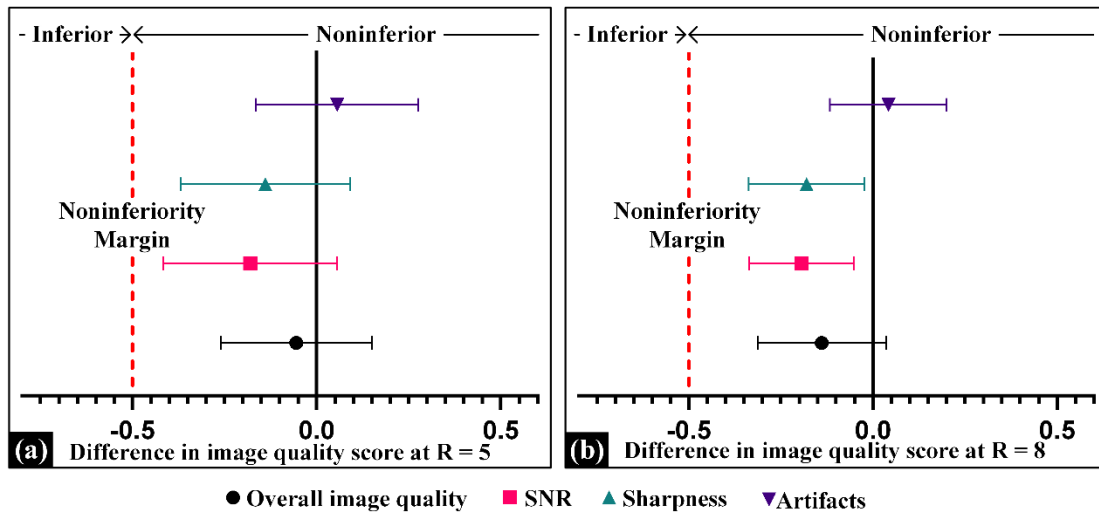 - Inferior
Noninferior
Noninferiority
Margin
-0.5
0.0
0.5
(a)
Difference in image quality score at R = 5
- Inferior
Noninferior
Noninferiority
Margin
-0.5
0.0
0.5
(b)
Difference in image quality score at R = 8
Overall image quality SNR Sharpness Artifacts